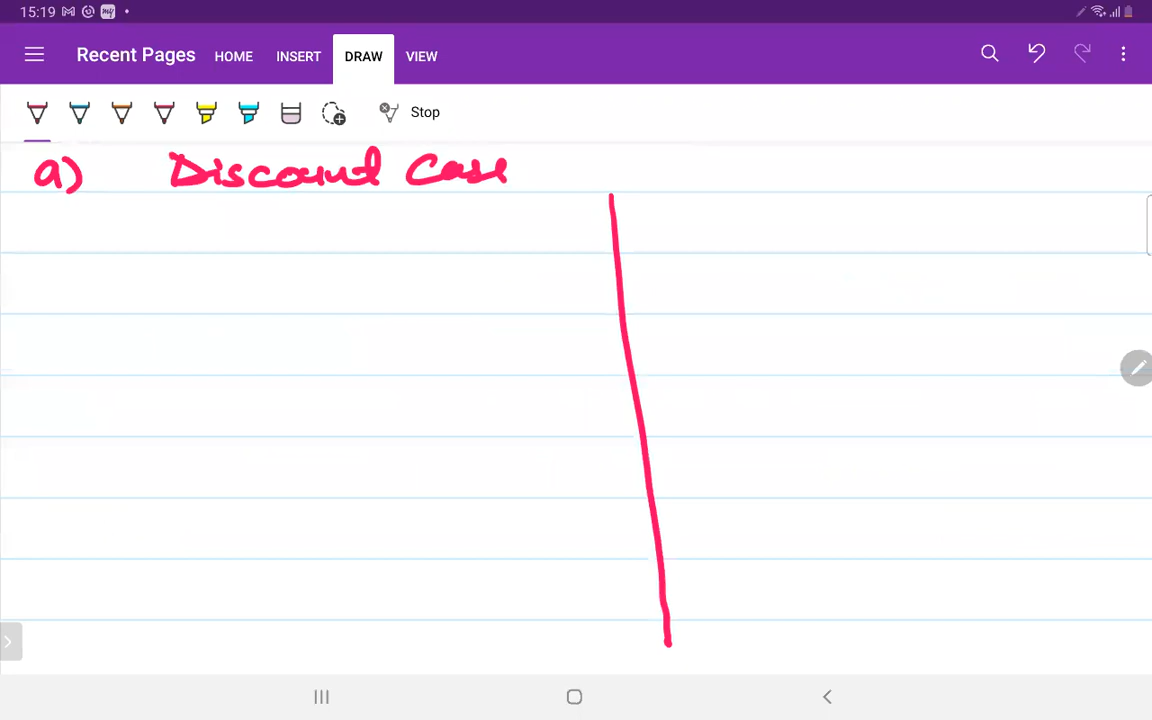 15:19
Recent Pages HOME INSERT DRAW VIEW
Stop
a) Discount Case